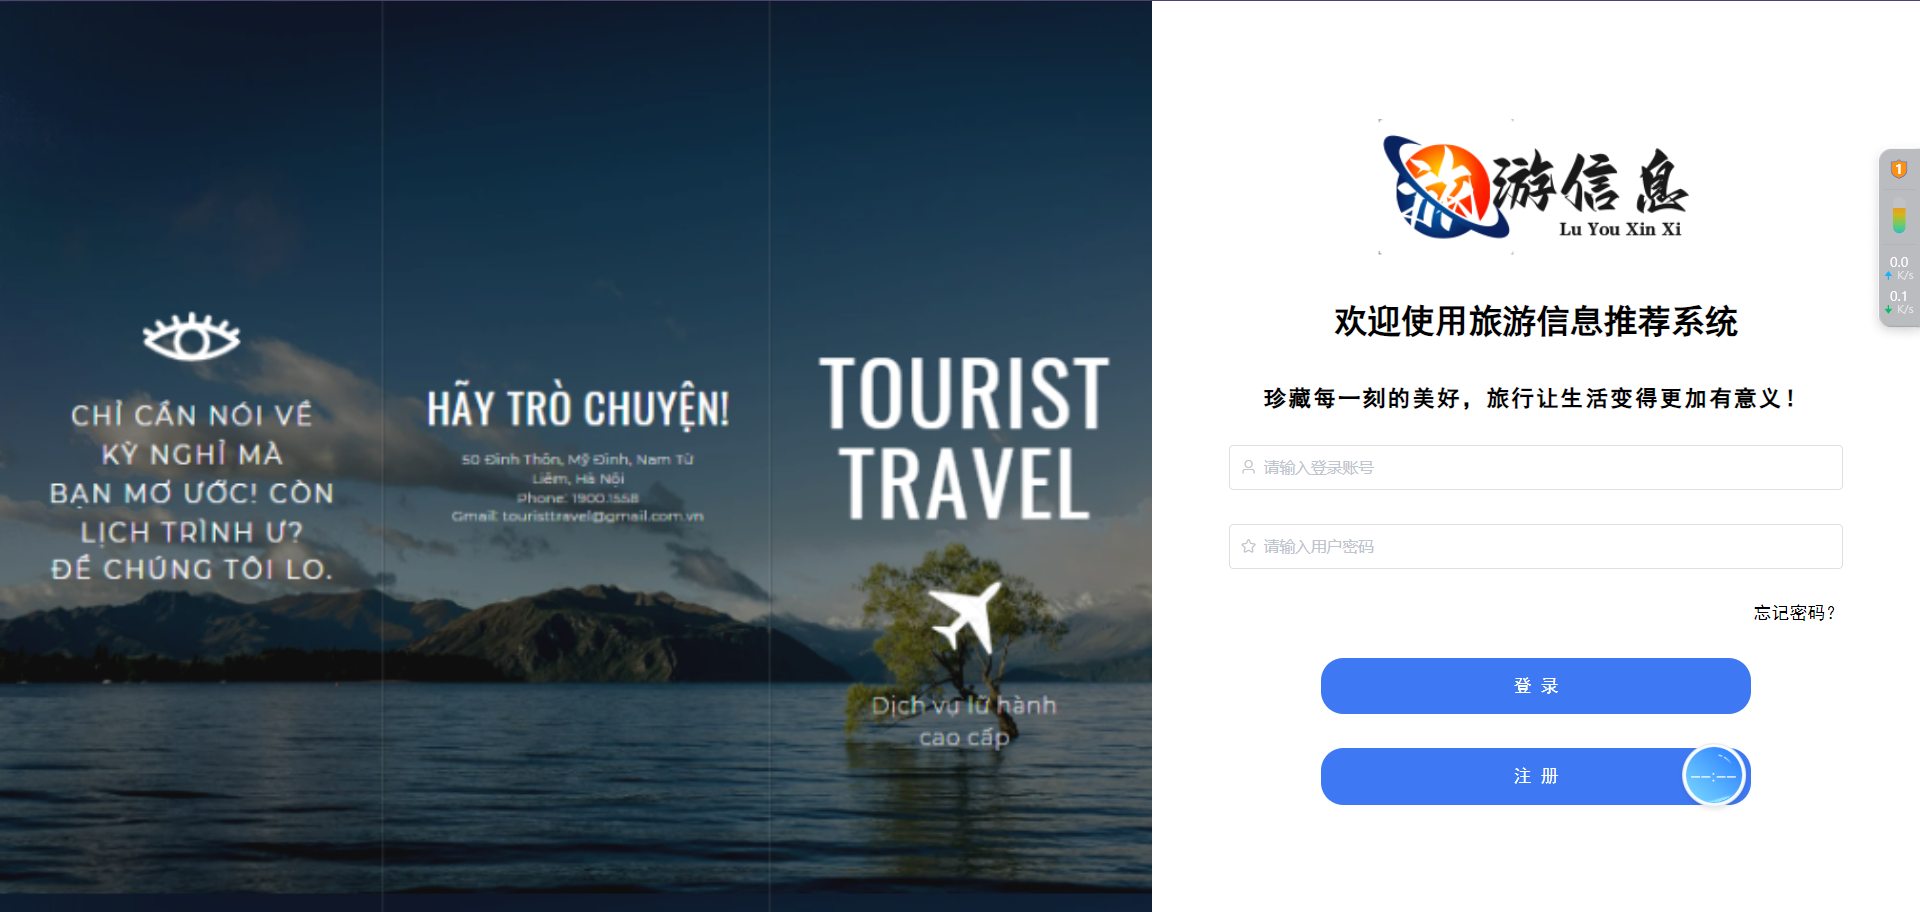 CHỈ CẦN NÓI VỀ
KỲ NGHỈ MÀ
BẠN MƠ ƯỚC! CÒN
LỊCH TRÌNH Ư?
ĐỂ CHÚNG TÔI LO.
HÃY TRÒ CHUYỆN!
50 Đình Thôn, Mỹ Đình, Nam Từ
Liêm, Hà Nội
Phone: 1900.1558
Gmail: touristtravel@gmail.com.vn
TOURIST
TRAVEL
Dịch vụ lữ hành
cao cấp
旅游信息
Lu You Xin Xi
欢迎使用旅游信息推荐系统
珍藏每一刻的美好，旅行让生活变得更加有意义！
请输入登录账号
请输入用户密码
忘记密码？
登 录
注 册
--:--
1
0.0
K/s
0.1
K/s